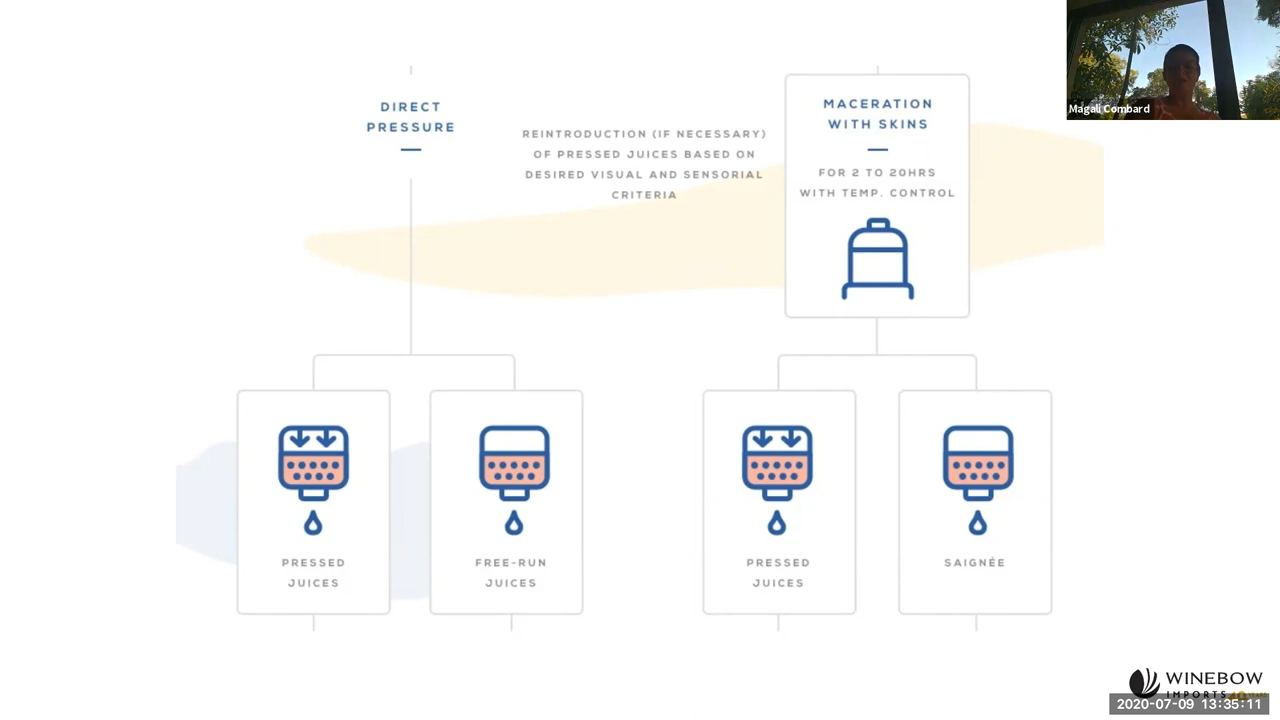 Magali Combard
DIRECT
PRESSURE
REINTRODUCTION (IF NECESSARY)
OF PRESSED JUICES BASED ON
DESIRED VISUAL AND SENSORIAL
CRITERIA
MACERATION
WITH SKINS
FOR 2 TO 20HRS
WITH TEMP. CONTROL
PRESSED
JUICES
FREE-RUN
JUICES
PRESSED
JUICES
SAIGNÉE
WINEBOW
IMPORTS
2020-07-09 13:35:11